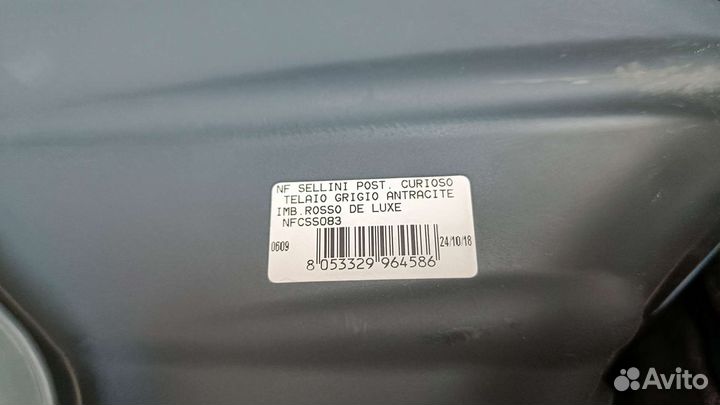 NF SELLINI POST. CURIOSO
TELAIO GRIGIO ANTRACITE
IMB.ROSSO DE LUXE
NFCSS083
0609
24/10/18
8 053329 964586
Avito